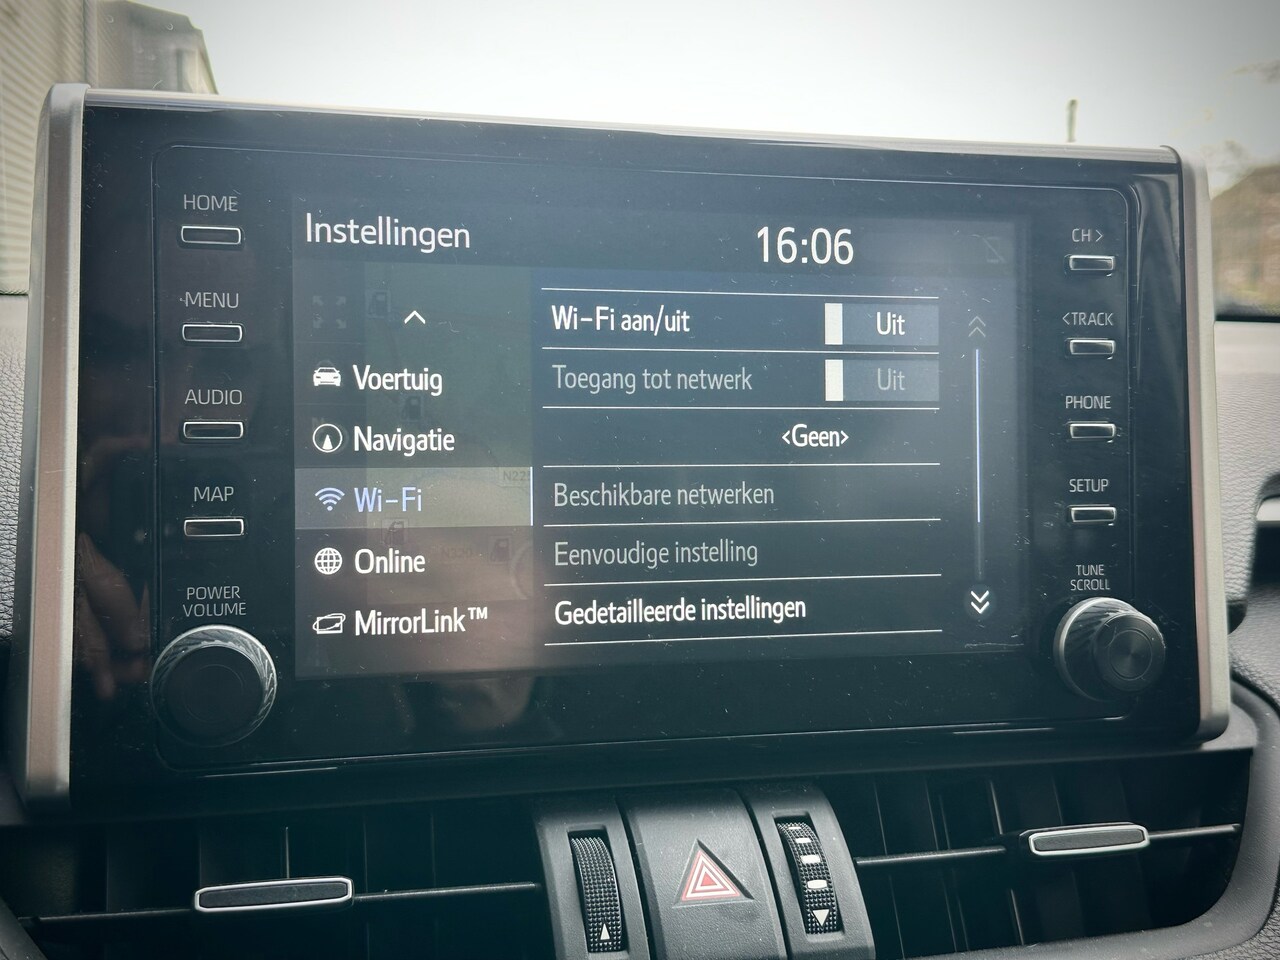 HOME
MENU
AUDIO
MAP
POWER
VOLUME
Instellingen
16:06
Voertuig
Navigatie
Wi-Fi
Online
MirrorLink™
Wi-Fi aan/uit
Uit
Toegang tot netwerk
Uit
<Geen>
Beschikbare netwerken
Eenvoudige instelling
Gedetailleerde instellingen
CH >
< TRACK
PHONE
SETUP
TUNE
SCROLL